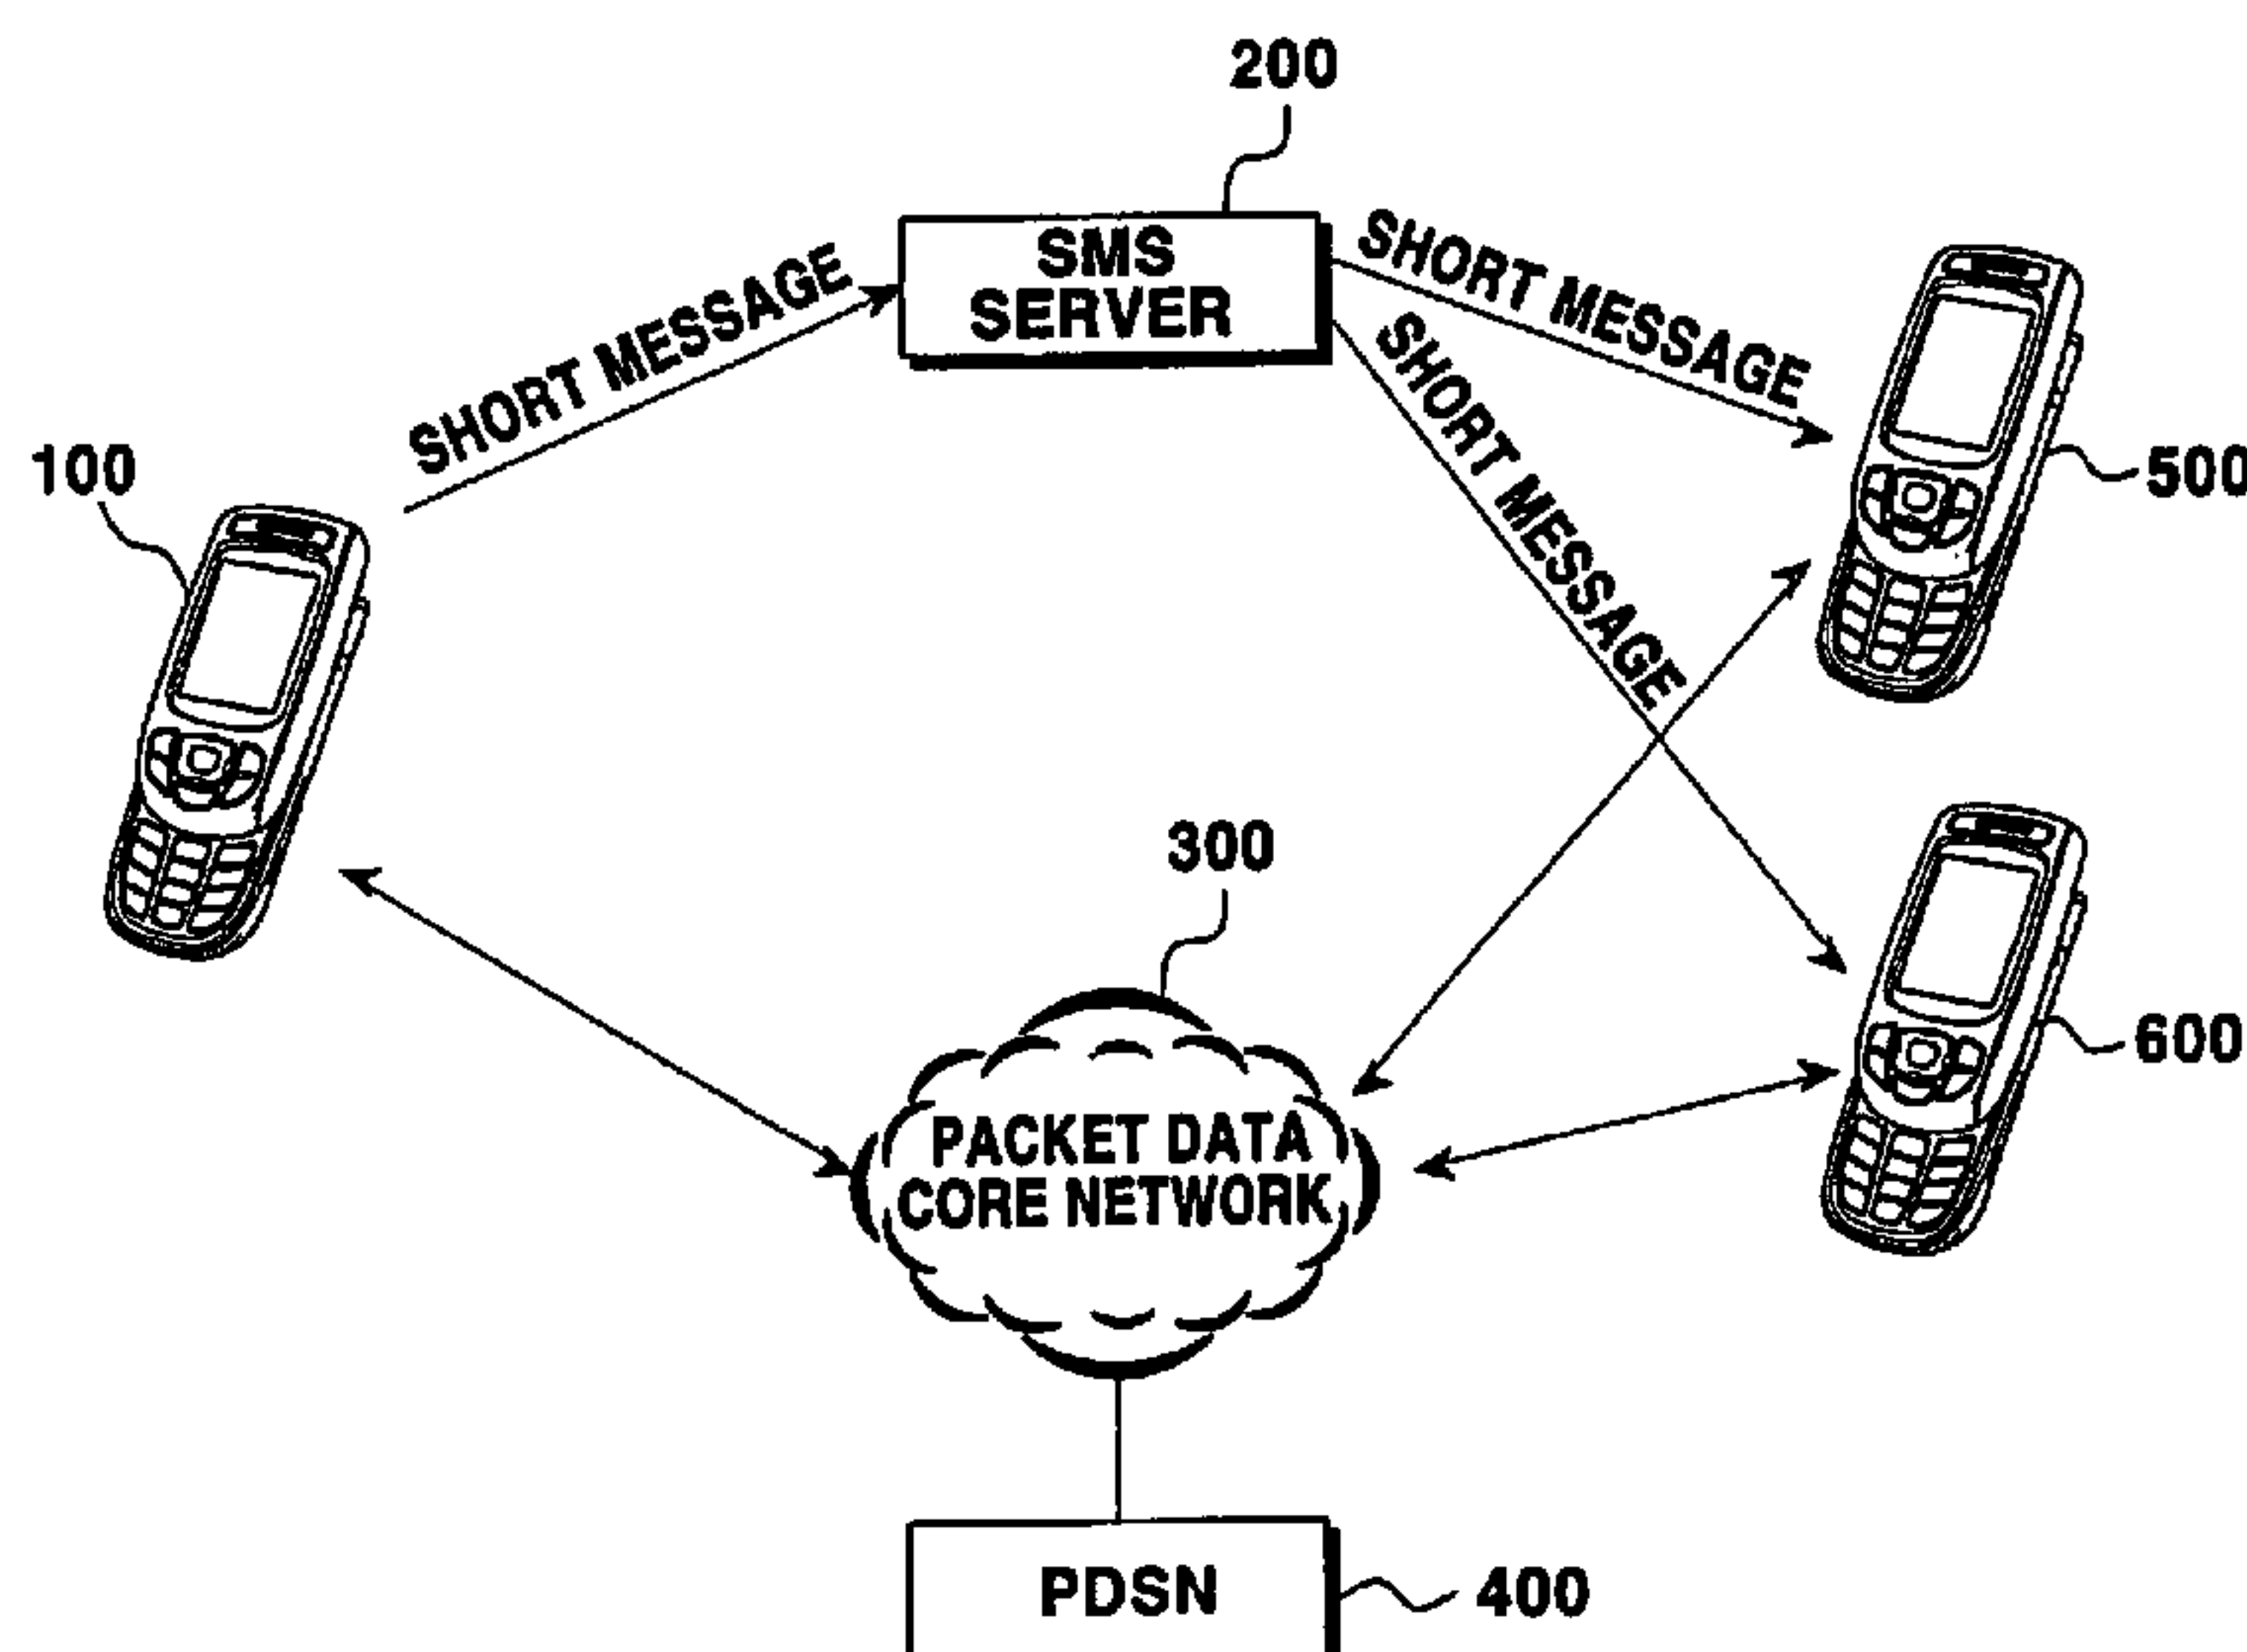 200
SMS
SERVER
SHORT MESSAGE
SHORT MESSAGE
SHORT MESSAGE
100
500
300
600
PACKET DATA
CORE NETWORK
PDSN
400